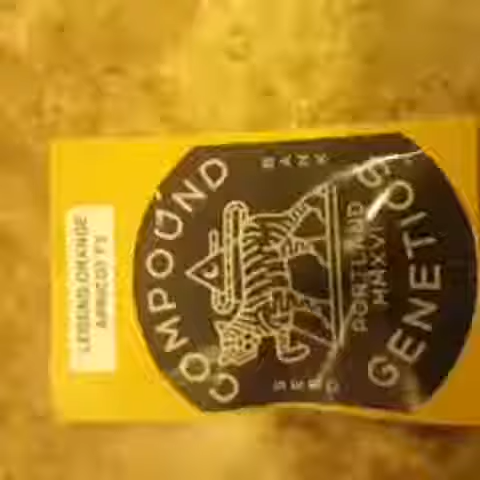 LEGEND ORANGE
APRICOT F1
COMPOUND
GENETICS
SEED
BANK
PORTLAND
MMXVI